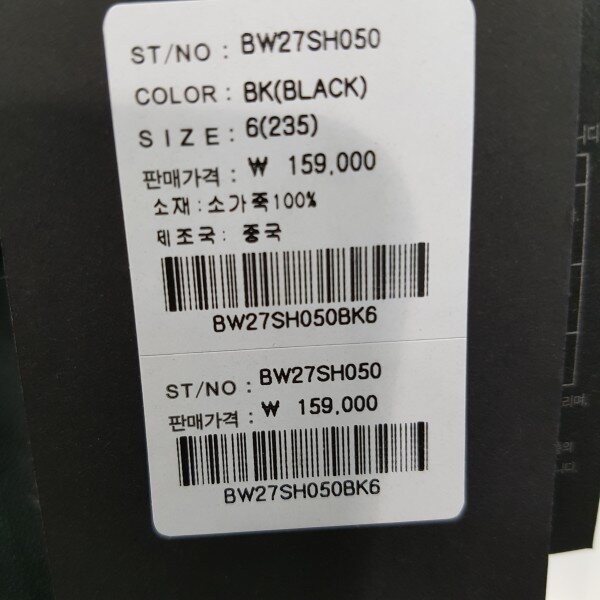 ST/NO : BW27SH050
COLOR : BK(BLACK)
SIZE : 6(235)
판매가격 : ₩ 159,000
소재 : 소가죽100%
제조국 : 중국
BW27SH050BK6
ST/NO : BW27SH050
판매가격 : ₩ 159,000
BW27SH050BK6